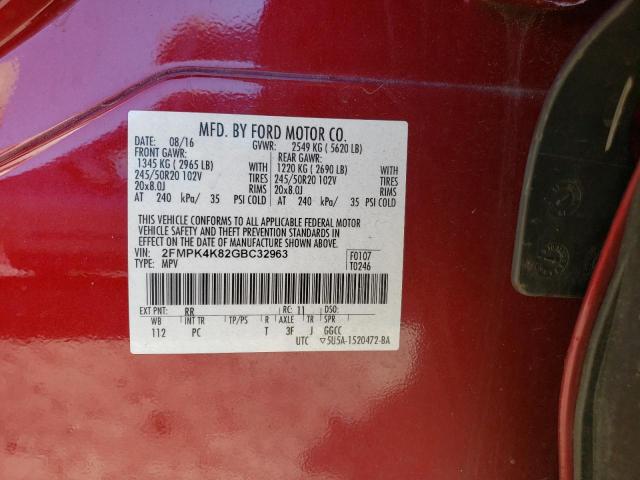 MFD. BY FORD MOTOR CO.
DATE: 08/16 GVWR: 2549 KG ( 5620 LB)
FRONT GAWR: REAR GAWR:
1345 KG ( 2965 LB) WITH 1220 KG ( 2690 LB) WITH
245/50R20 102V TIRES 245/50R20 102V TIRES
20x8.0J RIMS 20x8.0J RIMS
AT 240 kPa/ 35 PSI COLD AT 240 kPa/ 35 PSI COLD
THIS VEHICLE CONFORMS TO ALL APPLICABLE FEDERAL MOTOR
VEHICLE SAFETY AND THEFT PREVENTION STANDARDS IN
EFFECT ON THE DATE OF MANUFACTURE SHOWN ABOVE.
VIN: 2FMPK4K82GBC32963 F0107
TYPE: MPV T0246
EXT PNT: RR RC: 11 DSO:
WB INT TR TP/PS R AXLE TR SPR
112 PC T 3F J GGCC
UTC ▽5U5A-1520472-BA